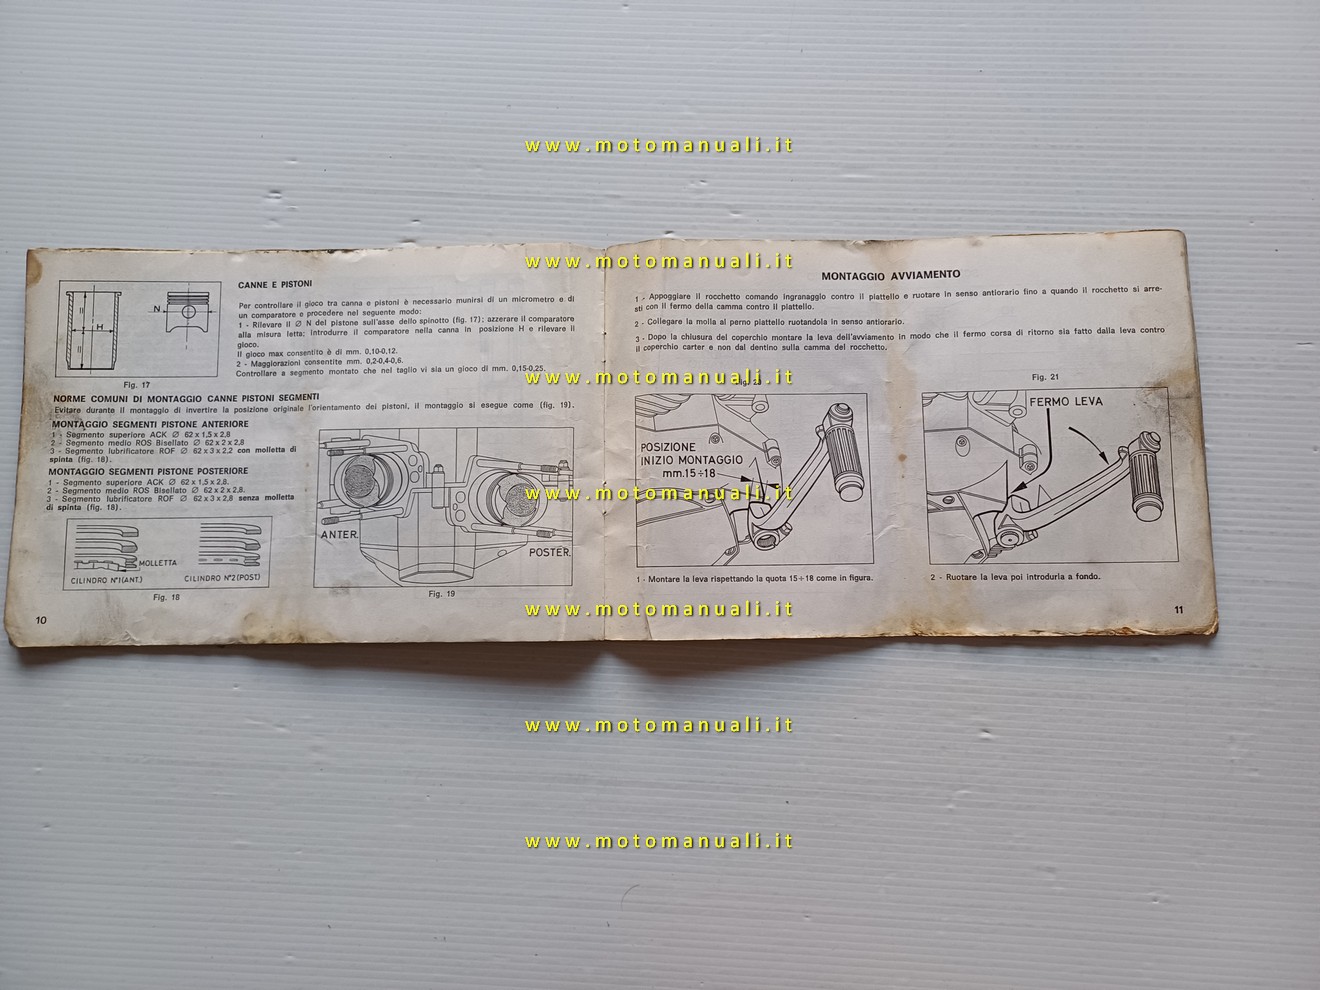 www.motomanuali.it
www.motomanuali.it
N
H
Fig. 17
CANNE E PISTONI
Per controllare il gioco tra canna e pistoni è necessario munirsi di un micrometro e di
un comparatore e procedere nel seguente modo:
1 - Rilevare il Ø N del pistone sull'asse dello spinotto (fig. 17); azzerare il comparatore
alla misura letta; introdurre il comparatore nella canna in posizione H e rilevare il
gioco.
Il gioco max consentito è di mm. 0,10-0,12.
2 - Maggiorazioni consentite mm. 0,2-0,4-0,6.
Controllare a segmento montato che nel taglio vi sia un gioco di mm. 0,15-0,25.
NORME COMUNI DI MONTAGGIO CANNE PISTONI SEGMENTI
Evitare durante il montaggio di invertire la posizione originale l'orientamento dei pistoni, il montaggio si esegue come (fig. 19).
MONTAGGIO SEGMENTI PISTONE ANTERIORE
1 - Segmento superiore ACK Ø 62 x 1,5 x 2,8
2 - Segmento medio ROS Bisellato Ø 62 x 2 x 2,8
3 - Segmento lubrificatore ROF Ø 62 x 3 x 2,2 con molletta di
spinta (fig. 18).
MONTAGGIO SEGMENTI PISTONE POSTERIORE
1 - Segmento superiore ACK Ø 62 x 1,5 x 2,8.
2 - Segmento medio ROS Bisellato Ø 62 x 2 x 2,8.
3 - Segmento lubrificatore ROF Ø 62 x 3 x 2,8 senza molletta
di spinta (fig. 18).
MOLLETTA
CILINDRO N°1(ANT.)
CILINDRO N°2(POST.)
Fig. 18
ANTER.
POSTER.
Fig. 19
10
MONTAGGIO AVVIAMENTO
1 - Appoggiare il rocchetto comando ingranaggio contro il piattello e ruotare in senso antiorario fino a quando il rocchetto si arre-
sti con il fermo della camma contro il piattello.
2 - Collegare la molla al perno piattello ruotandola in senso antiorario.
3 - Dopo la chiusura del coperchio montare la leva dell'avviamento in modo che il fermo corsa di ritorno sia fatto dalla leva contro
il coperchio carter e non dal dentino sulla camma del rocchetto.
www.motomanuali.it
Fig. 21
POSIZIONE
INIZIO MONTAGGIO
mm.15÷18
www.motomanuali.it
FERMO LEVA
1 - Montare la leva rispettando la quota 15÷18 come in figura.
2 - Ruotare la leva poi introdurla a fondo.
www.motomanuali.it
11
www.motomanuali.it
www.motomanuali.it